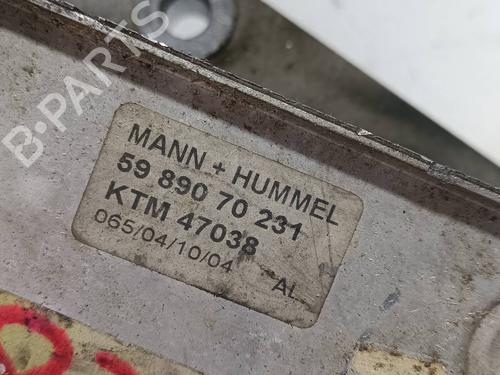 B-PARTS
MANN + HUMMEL
59 890 70 231
KTM 47038
065/04/10/04 AL